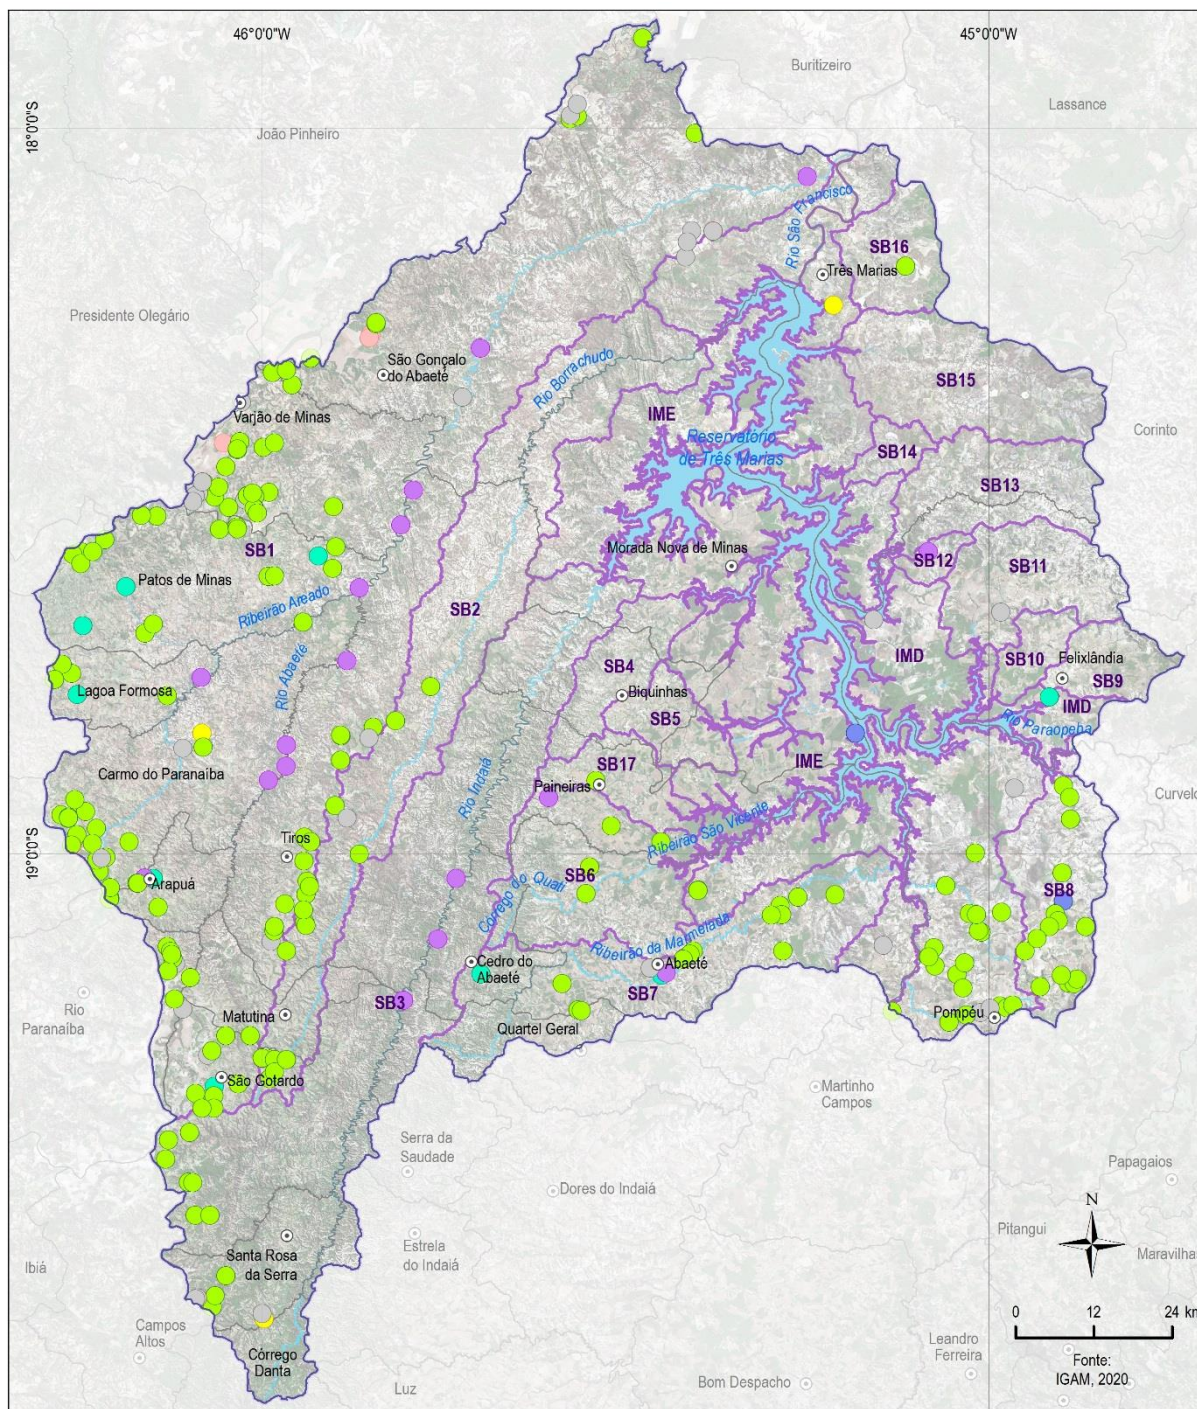 46°0'0"W
45°0'0"W
Buritizeiro
Lassance
18°0'0"S
João Pinheiro
Rio São Francisco
SB16
Três Marias
Presidente Olegário
São Gonçalo
do Abaeté
Rio Borrachudo
SB15
Varjão de Minas
IME
Corinto
Reservatório
de Três Marias
SB14
SB13
SB1
Morada Nova de Minas
SB12
SB11
Patos de Minas
Ribeirão Areado
SB2
Rio Abaeté
SB4
IMD
SB10
Felixlândia
SB9
Lagoa Formosa
Biquinhas
IMD
SB5
Rio Paraopeba
Carmo do Paranaíba
Rio Indaiá
IME
SB17
Paineiras
Curvelo
Tiros
Ribeirão São Vicente
19°0'0"S
Arapuá
SB6
Córrego do Quati
SB8
Ribeirão da Marmelada
Cedro do
Abaeté
Abaeté
SB7
SB3
Rio
Paranaíba
Matutina
Quartel Geral
Pompéu
São Gotardo
Martinho
Campos
Serra da
Saudade
Papagaios
Dores do Indaiá
N
Pitangui
Estrela
do Indaiá
Maravilhas
Santa Rosa
da Serra
Ibiá
0 12 24 km
Campos
Altos
Leandro
Ferreira
Córrego
Danta
Fonte:
IGAM, 2020
Luz
Bom Despacho